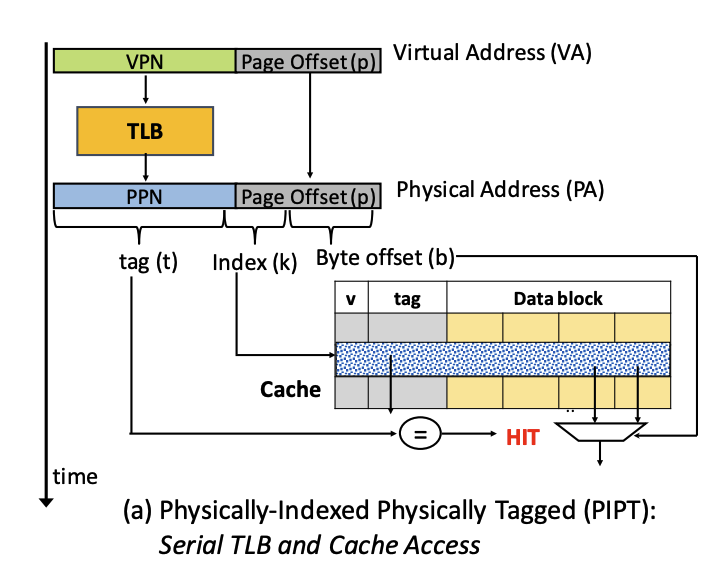 VPN
Page Offset (p)
Virtual Address (VA)
TLB
PPN
Page Offset (p)
Physical Address (PA)
tag (t)
Index (k)
Byte offset (b)
v
tag
Data block
Cache
..
=
HIT
time
(a) Physically-Indexed Physically Tagged (PIPT):
Serial TLB and Cache Access